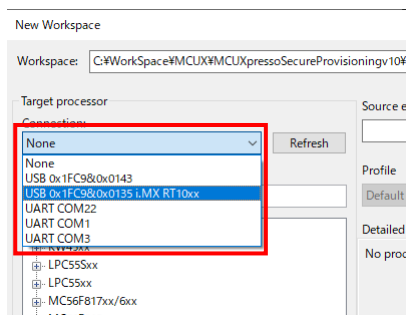 New Workspace
Workspace: C:¥WorkSpace¥MCUX¥MCUXpressoSecureProvisioningv10¥
Target processor
Source e
Connection:
None
Refresh
None
USB 0x1FC9&0x0143
USB 0x1FC9&0x0135 i.MX RT10xx
UART COM22
UART COM1
UART COM3
Profile
Default
Detailed
No proc
LPC55Sxx
LPC55xx
MC56F817xx/6xx